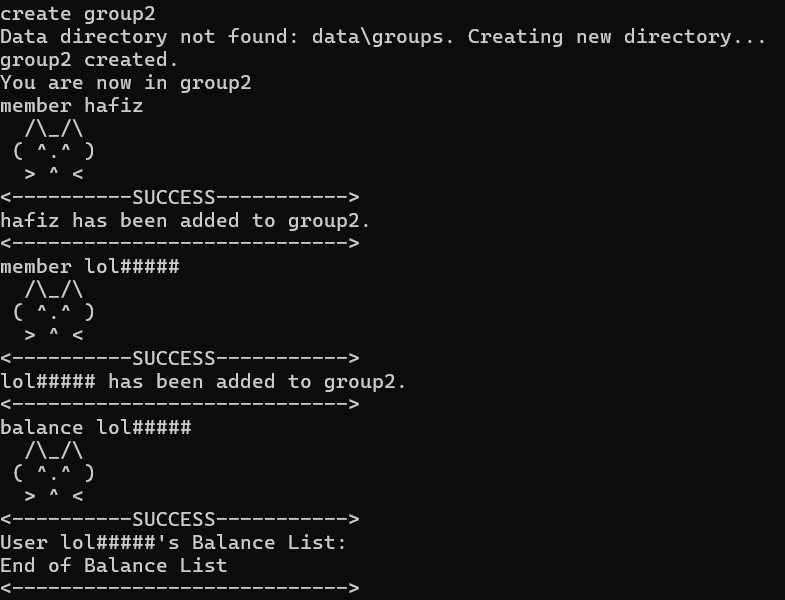 create group2
Data directory not found: data\groups. Creating new directory...
group2 created.
You are now in group2
member hafiz
  /\_/\
 ( ^.^ )
  > ^ <
<----------SUCCESS----------->
hafiz has been added to group2.
<---------------------------->
member lol#####
  /\_/\
 ( ^.^ )
  > ^ <
<----------SUCCESS----------->
lol##### has been added to group2.
<---------------------------->
balance lol#####
  /\_/\
 ( ^.^ )
  > ^ <
<----------SUCCESS----------->
User lol#####'s Balance List:
End of Balance List
<---------------------------->